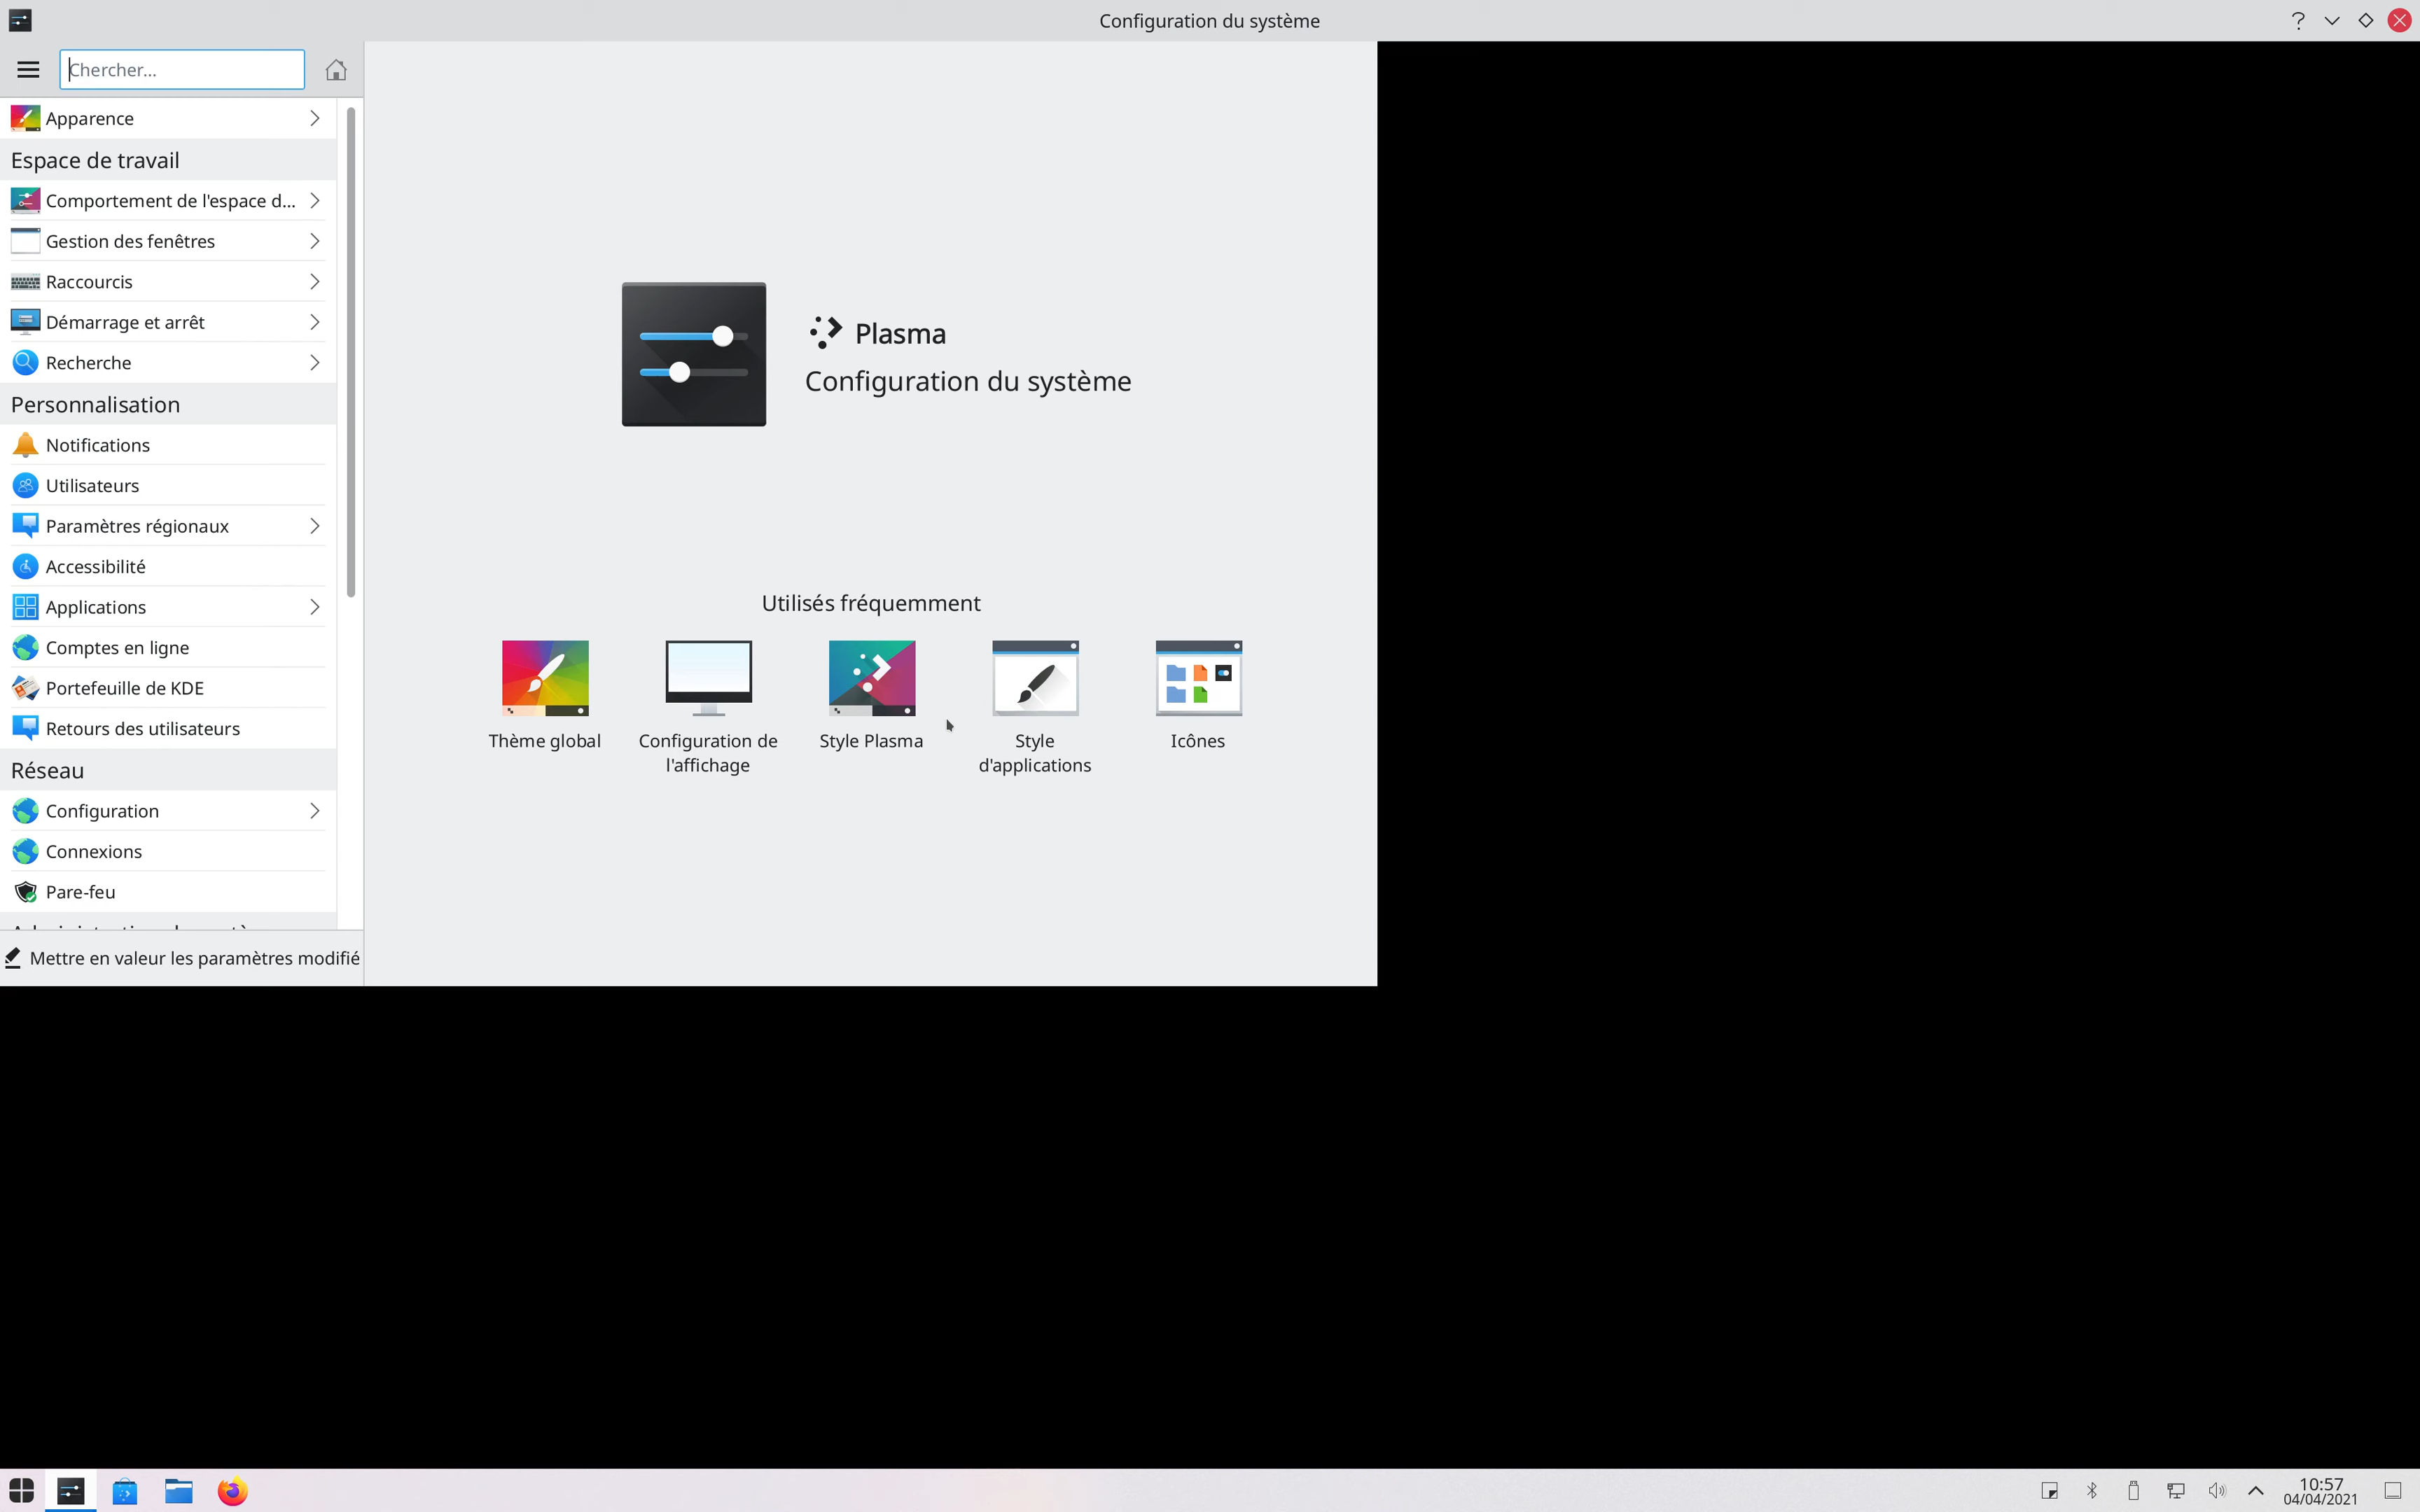 Configuration du système
Chercher...
Apparence
Espace de travail
Comportement de l'espace d...
Gestion des fenêtres
Raccourcis
Démarrage et arrêt
Recherche
Personnalisation
Notifications
Utilisateurs
Paramètres régionaux
Accessibilité
Applications
Comptes en ligne
Portefeuille de KDE
Retours des utilisateurs
Réseau
Configuration
Connexions
Pare-feu
Mettre en valeur les paramètres modifié
Plasma
Configuration du système
Utilisés fréquemment
Thème global
Configuration de
l'affichage
Style Plasma
Style
d'applications
Icônes
10:57
04/04/2021